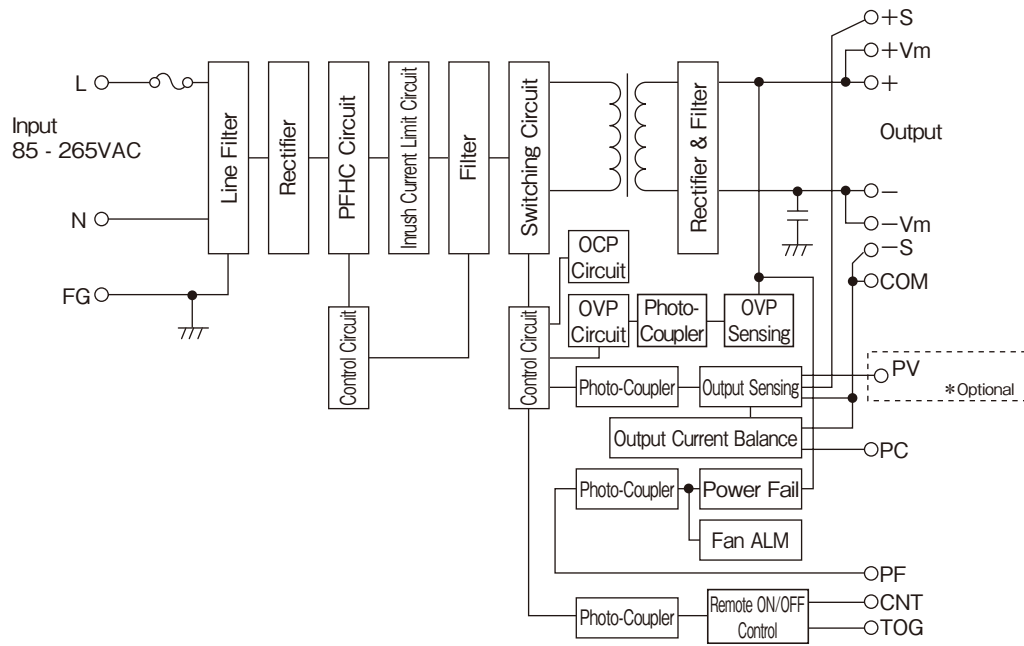 +S
+Vm
+
L
Input
85 - 265VAC
Line Filter
Rectifier
PFHC Circuit
Inrush Current Limit Circuit
Filter
Switching Circuit
Rectifier & Filter
Output
N
−
−Vm
OCP
Circuit
−S
COM
FG
Control Circuit
Control Circuit
OVP
Circuit
Photo-
Coupler
OVP
Sensing
PV
*Optional
Photo-Coupler
Output Sensing
Output Current Balance
PC
Photo-Coupler
Power Fail
Fan ALM
PF
Photo-Coupler
Remote ON/OFF
Control
CNT
TOG